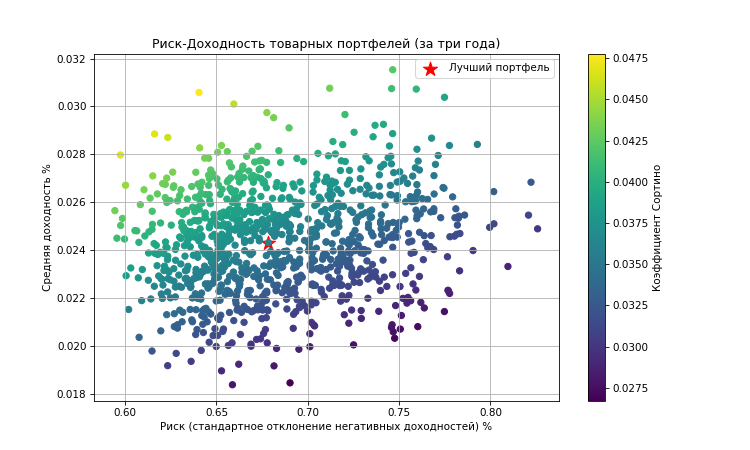 Риск-Доходность товарных портфелей (за три года)
Лучший портфель
Средняя доходность %
0.032
0.030
0.028
0.026
0.024
0.022
0.020
0.018
0.60 0.65 0.70 0.75 0.80
Риск (стандартное отклонение негативных доходностей) %
0.0475
0.0450
0.0425
0.0400
0.0375
0.0350
0.0325
0.0300
0.0275
Коэффициент Сортино